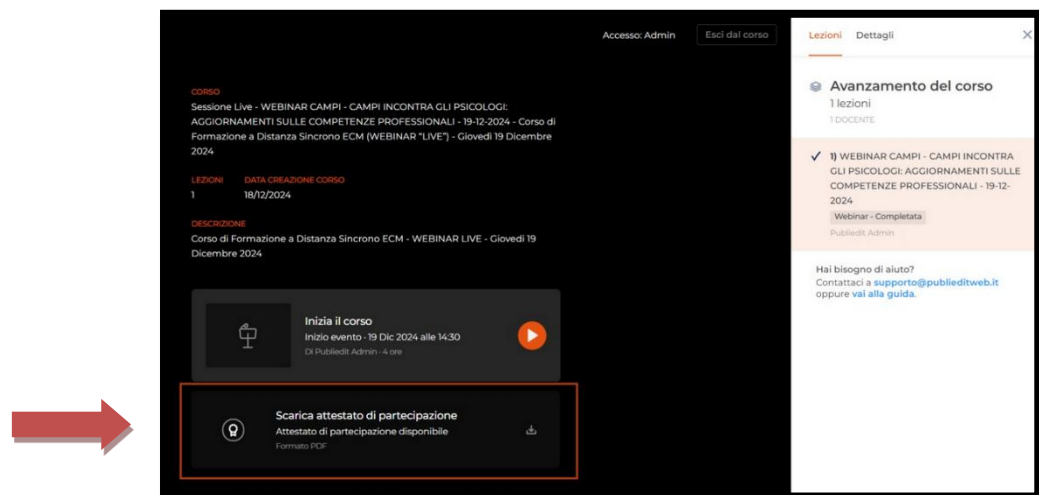 Accesso: Admin
Esci dal corso
CORSO
Sessione Live - WEBINAR CAMPI - CAMPI INCONTRA GLI PSICOLOGI:
AGGIORNAMENTI SULLE COMPETENZE PROFESSIONALI - 19-12-2024 - Corso di
Formazione a Distanza Sincrono ECM (WEBINAR "LIVE") - Giovedì 19 Dicembre
2024
LEZIONI DATA CREAZIONE CORSO
1 18/12/2024
DESCRIZIONE
Corso di Formazione a Distanza Sincrono ECM - WEBINAR LIVE - Giovedì 19
Dicembre 2024
Inizia il corso
Inizio evento - 19 Dic 2024 alle 14:30
Di Publiedit Admin - 4 ore
Scarica attestato di partecipazione
Attestato di partecipazione disponibile
Formato PDF
Lezioni Dettagli
Avanzamento del corso
1 lezioni
1 DOCENTE
1) WEBINAR CAMPI - CAMPI INCONTRA
GLI PSICOLOGI: AGGIORNAMENTI SULLE
COMPETENZE PROFESSIONALI - 19-12-
2024
Webinar - Completata
Publiedit Admin
Hai bisogno di aiuto?
Contattaci a supporto@publieditweb.it
oppure vai alla guida.